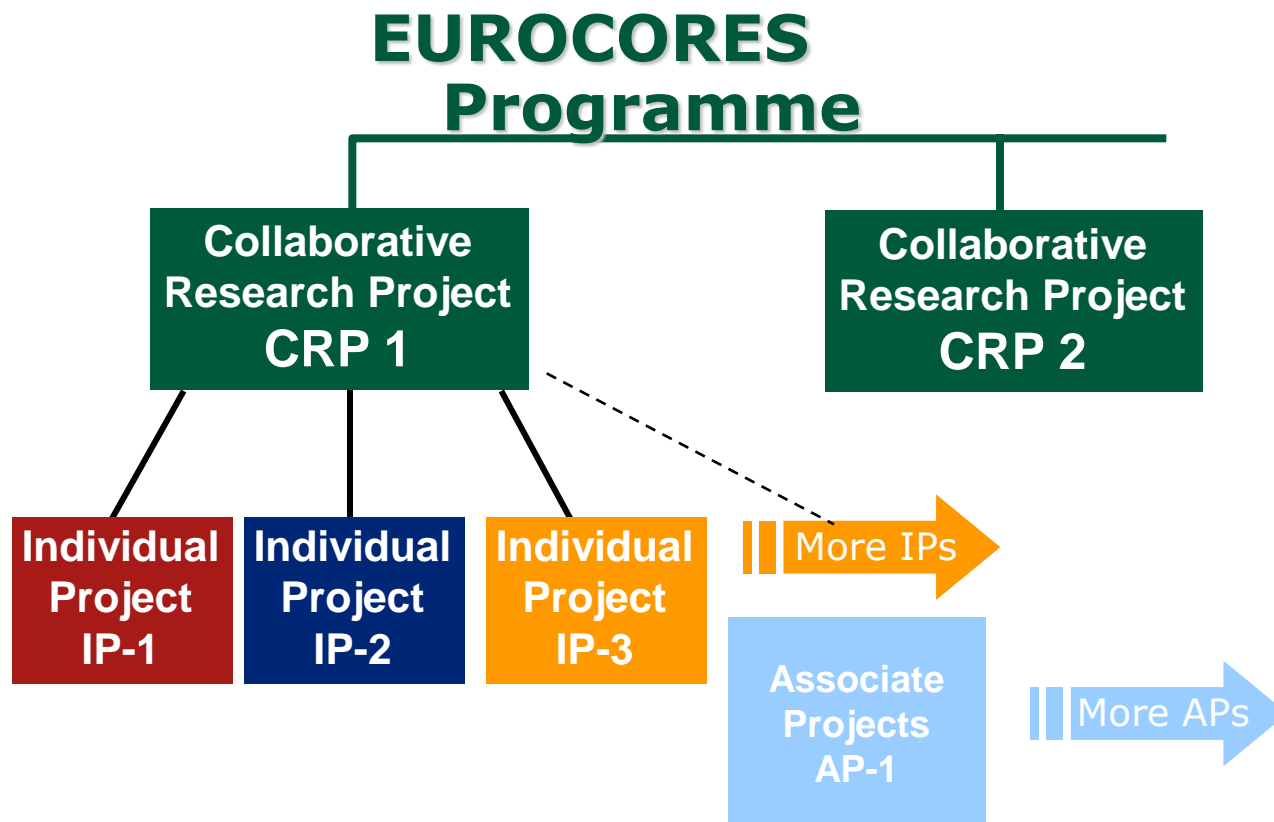 EUROCORES
Programme
Collaborative
Research Project
CRP 1
Collaborative
Research Project
CRP 2
Individual
Project
IP-1
Individual
Project
IP-2
Individual
Project
IP-3
More IPs
Associate
Projects
AP-1
More APs